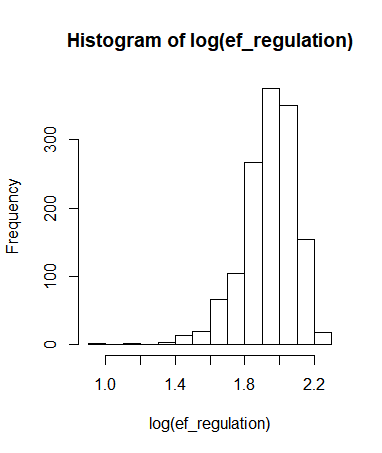 Histogram of log(ef_regulation)
Frequency
300
200
100
0
1.0 1.4 1.8 2.2
log(ef_regulation)